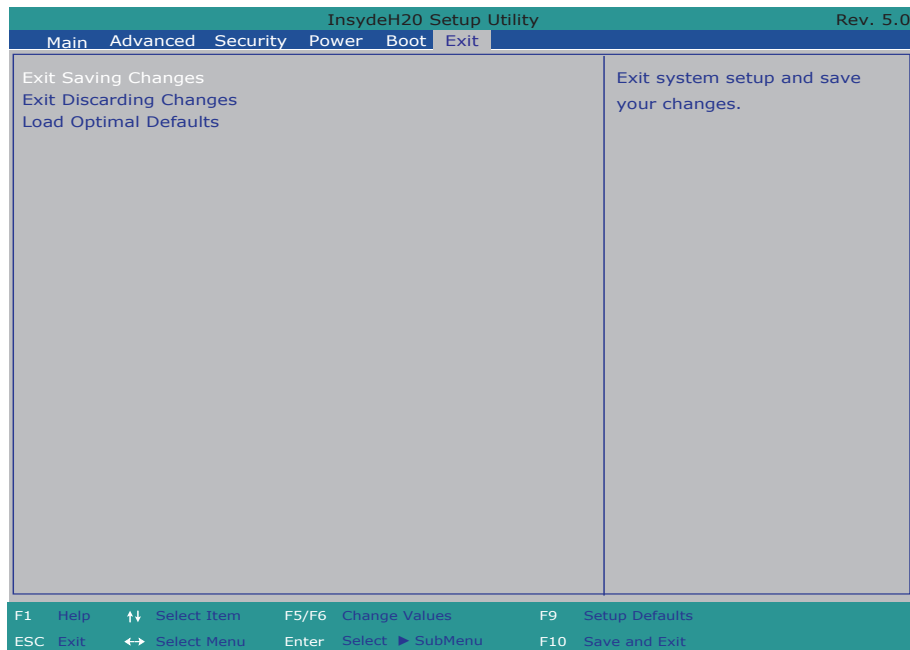 InsydeH20 Setup Utility Rev. 5.0
Main Advanced Security Power Boot Exit
Exit Saving Changes
Exit Discarding Changes
Load Optimal Defaults
Exit system setup and save
your changes.
F1 Help ↑↓ Select Item F5/F6 Change Values F9 Setup Defaults
ESC Exit ↔ Select Menu Enter Select ► SubMenu F10 Save and Exit